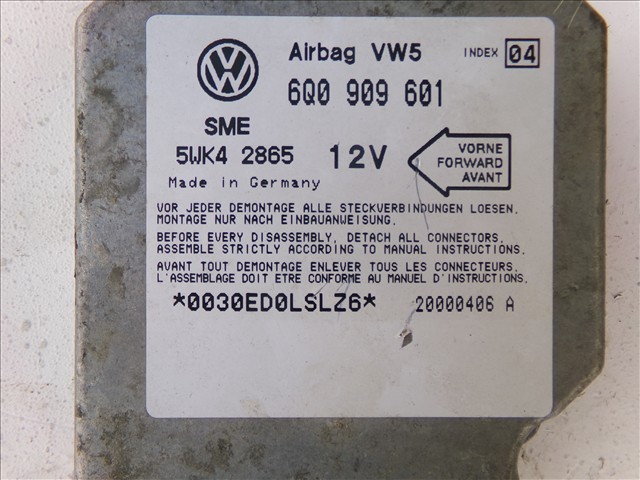 Airbag VW5 INDEX 04
6Q0 909 601
SME
5WK4 2865 12V
VORNE
FORWARD
AVANT
Made in Germany
VOR JEDER DEMONTAGE ALLE STECKVERBINDUNGEN LOESEN.
MONTAGE NUR NACH EINBAUANWEISUNG.
BEFORE EVERY DISASSEMBLY, DETACH ALL CONNECTORS.
ASSEMBLE STRICTLY ACCORDING TO MANUAL INSTRUCTIONS.
AVANT TOUT DEMONTAGE ENLEVER TOUS LES CONNECTEURS.
L'ASSEMBLAGE DOIT ETRE CONFORME AU MANUEL D'INSTRUCTIONS.
*0030ED0LSLZ6* 20000406 A